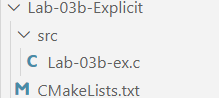 Lab-03b-Explicit
src
C Lab-03b-ex.c
M CMakeLists.txt